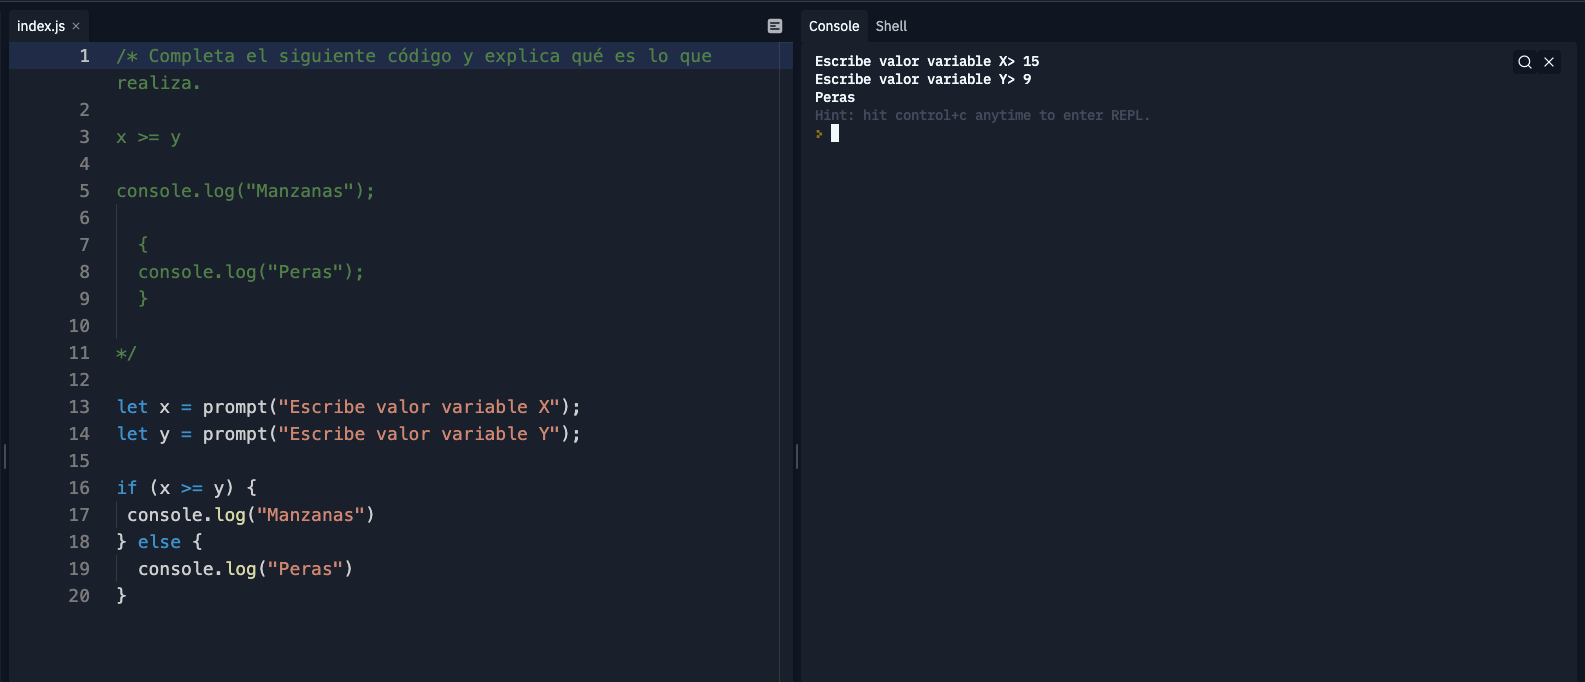 index.js ×
1 /* Completa el siguiente código y explica qué es lo que
realiza.
2
3 x >= y
4
5 console.log("Manzanas");
6
7 {
8 console.log("Peras");
9 }
10
11 */
12
13 let x = prompt("Escribe valor variable X");
14 let y = prompt("Escribe valor variable Y");
15
16 if (x >= y) {
17 console.log("Manzanas")
18 } else {
19 console.log("Peras")
20 }
Console Shell
Escribe valor variable X> 15
Escribe valor variable Y> 9
Peras
Hint: hit control+c anytime to enter REPL.
>